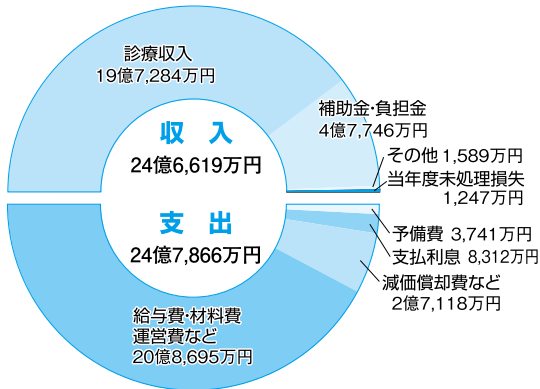 診療収入
19億7,284万円
補助金・負担金
4億7,746万円
その他 1,589万円
当年度未処理損失
1,247万円
収 入
24億6,619万円
支 出
24億7,866万円
予備費 3,741万円
支払利息 8,312万円
減価償却費など
2億7,118万円
給与費・材料費
運営費など
20億8,695万円